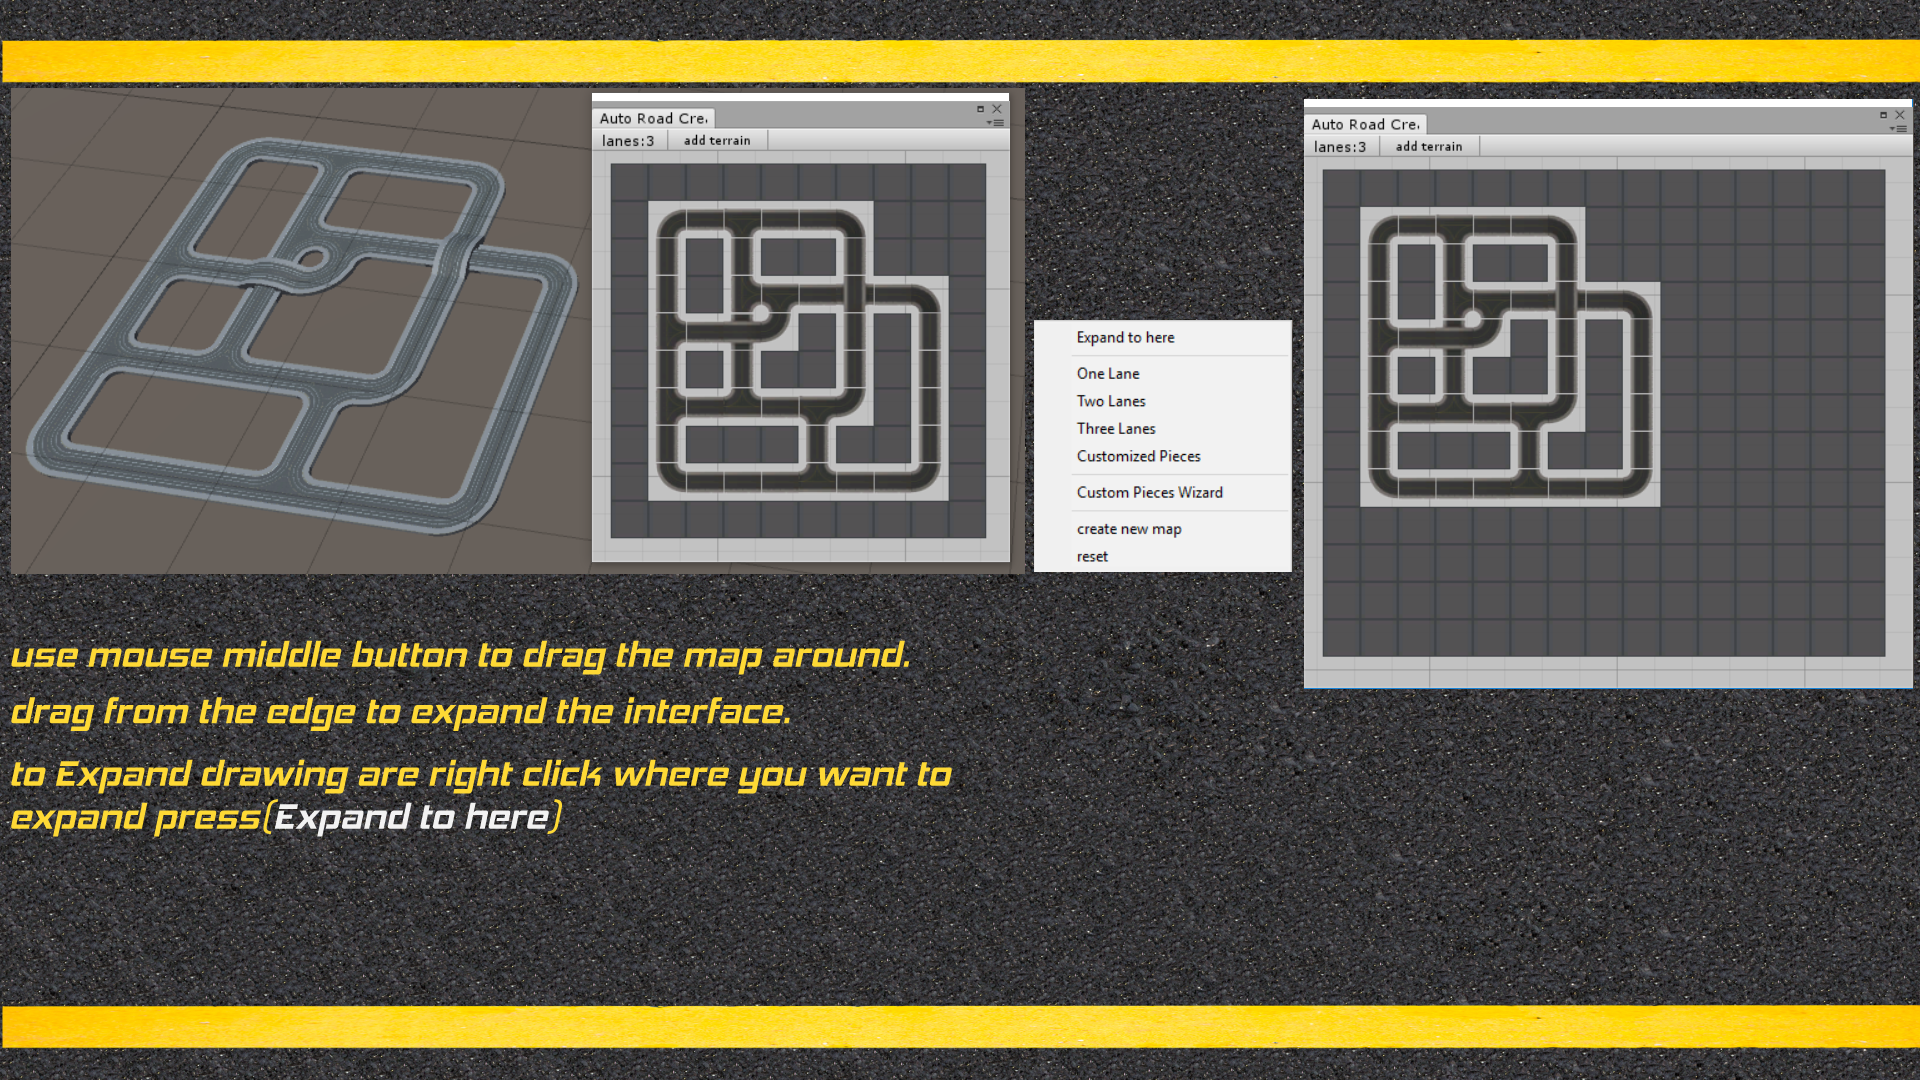 Auto Road Cre
lanes:3
add terrain
Expand to here
One Lane
Two Lanes
Three Lanes
Customized Pieces
Custom Pieces Wizard
create new map
reset
Auto Road Cre
lanes:3
add terrain
use mouse middle button to drag the map around.
drag from the edge to expand the interface.
to Expand drawing are right click where you want to
expand press(Expand to here)